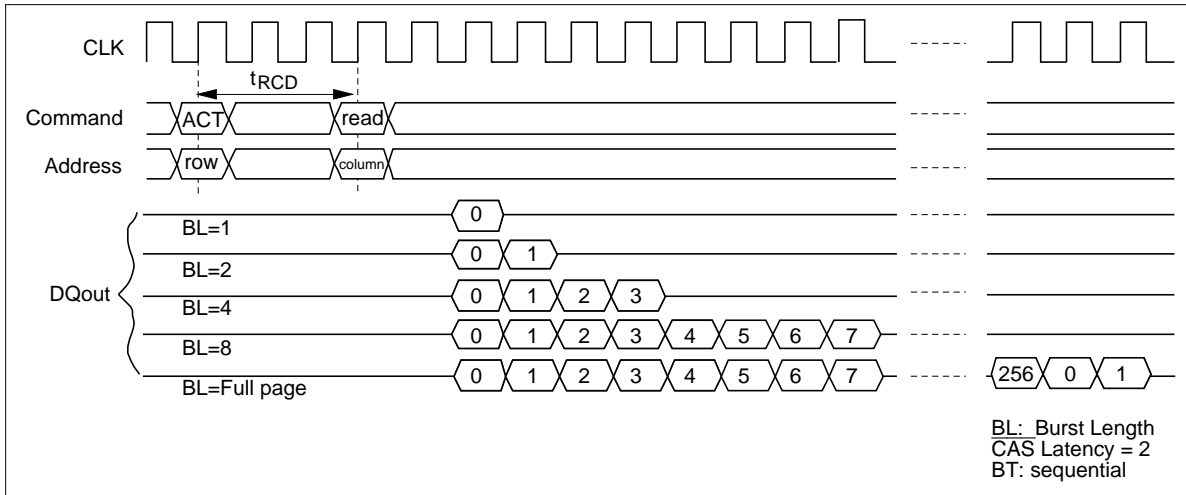 CLK
tRCD
Command ACT read
Address row column
DQout
0
BL=1
0 1
BL=2
0 1 2 3
BL=4
0 1 2 3 4 5 6 7
BL=8
0 1 2 3 4 5 6 7 256 0 1
BL=Full page
BL: Burst Length
CAS Latency = 2
BT: sequential